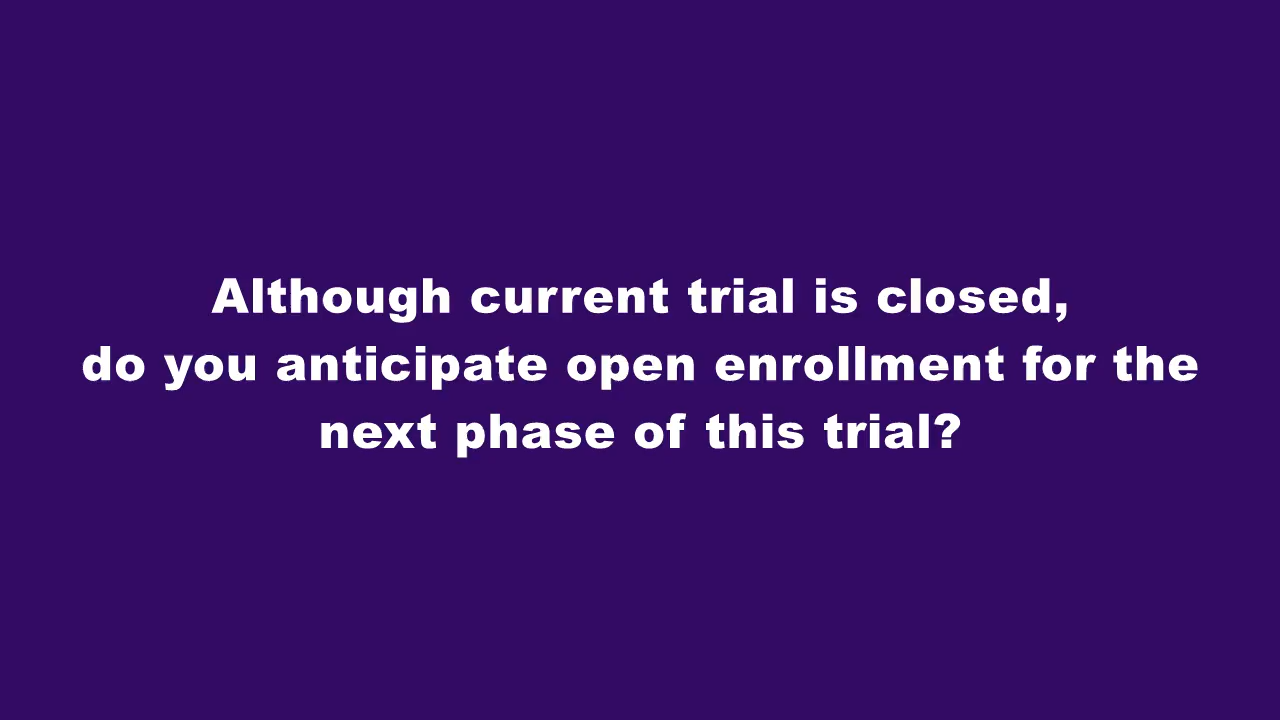 Although current trial is closed,
do you anticipate open enrollment for the
next phase of this trial?